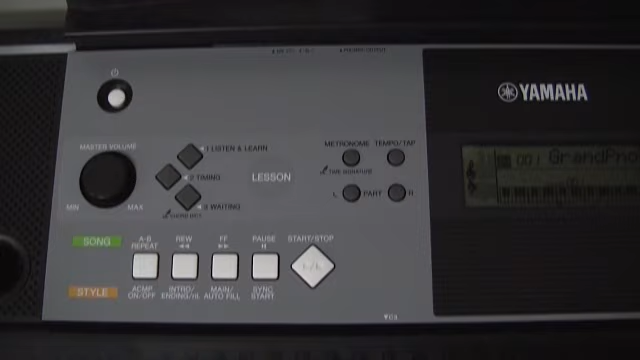 YAMAHA
MASTER VOLUME
MIN
MAX
1 LISTEN & LEARN
2 TIMING
3 WAITING
LESSON
METRONOME
TEMPO/TAP
TIME SIGNATURE
L
PART
R
001 GrandPno
SONG
A-B
REPEAT
REW
FF
PAUSE
START/STOP
STYLE
ACMP
ON/OFF
INTRO/
ENDING/rit.
MAIN/
AUTO FILL
SYNC
START